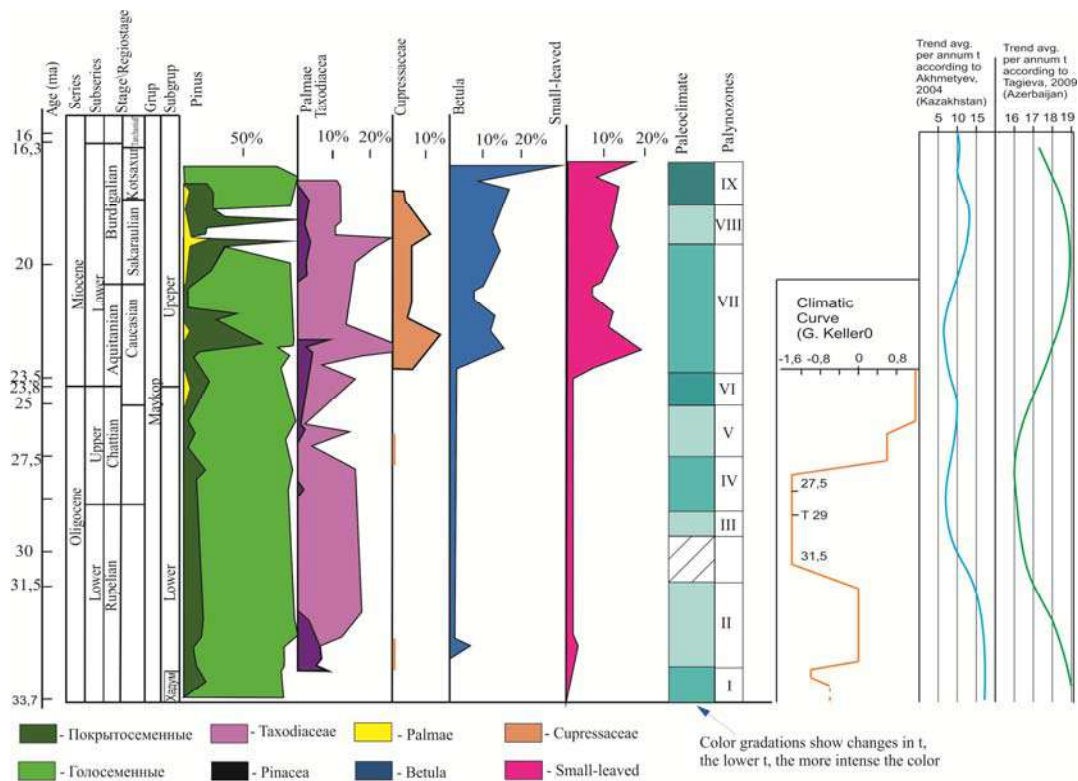 Age (ma)
Series
Subseries
Stage\Regiostage
Grup
Subgrup
Pinus
Palmae
Taxodiacea
Cupressaceae
Betula
Small-leaved
Paleoclimate
Palynozones
50%
10% 20%
10%
10% 20%
10% 20%
Trend avg.
per annum t
according to
Akhmetyev,
2004
(Kazakhstan)
5 10 15
Trend avg.
per annum t
according to
Tagieva, 2009
(Azerbaijan)
16 17 18 19
16
16,3
20
23,5
23,8
25
27,5
30
31,5
33,7
Miocene
Oligocene
Lower
Upper
Lower
Burdigalian
Aquitanian
Chattian
Rupelian
Kotsaxur
Sakaraulian
Caucasian
Maykop
Upeper
Lower
Хадум
IX
VIII
VII
VI
V
IV
III
II
I
Climatic
Curve
(G. Keller0
-1,6 -0,8 0 0,8
27,5
T 29
31,5
- Покрытосеменные
- Taxodiaceae
- Palmae
- Cupressaceae
- Голосеменные
- Pinacea
- Betula
- Small-leaved
Color gradations show changes in t,
the lower t, the more intense the color